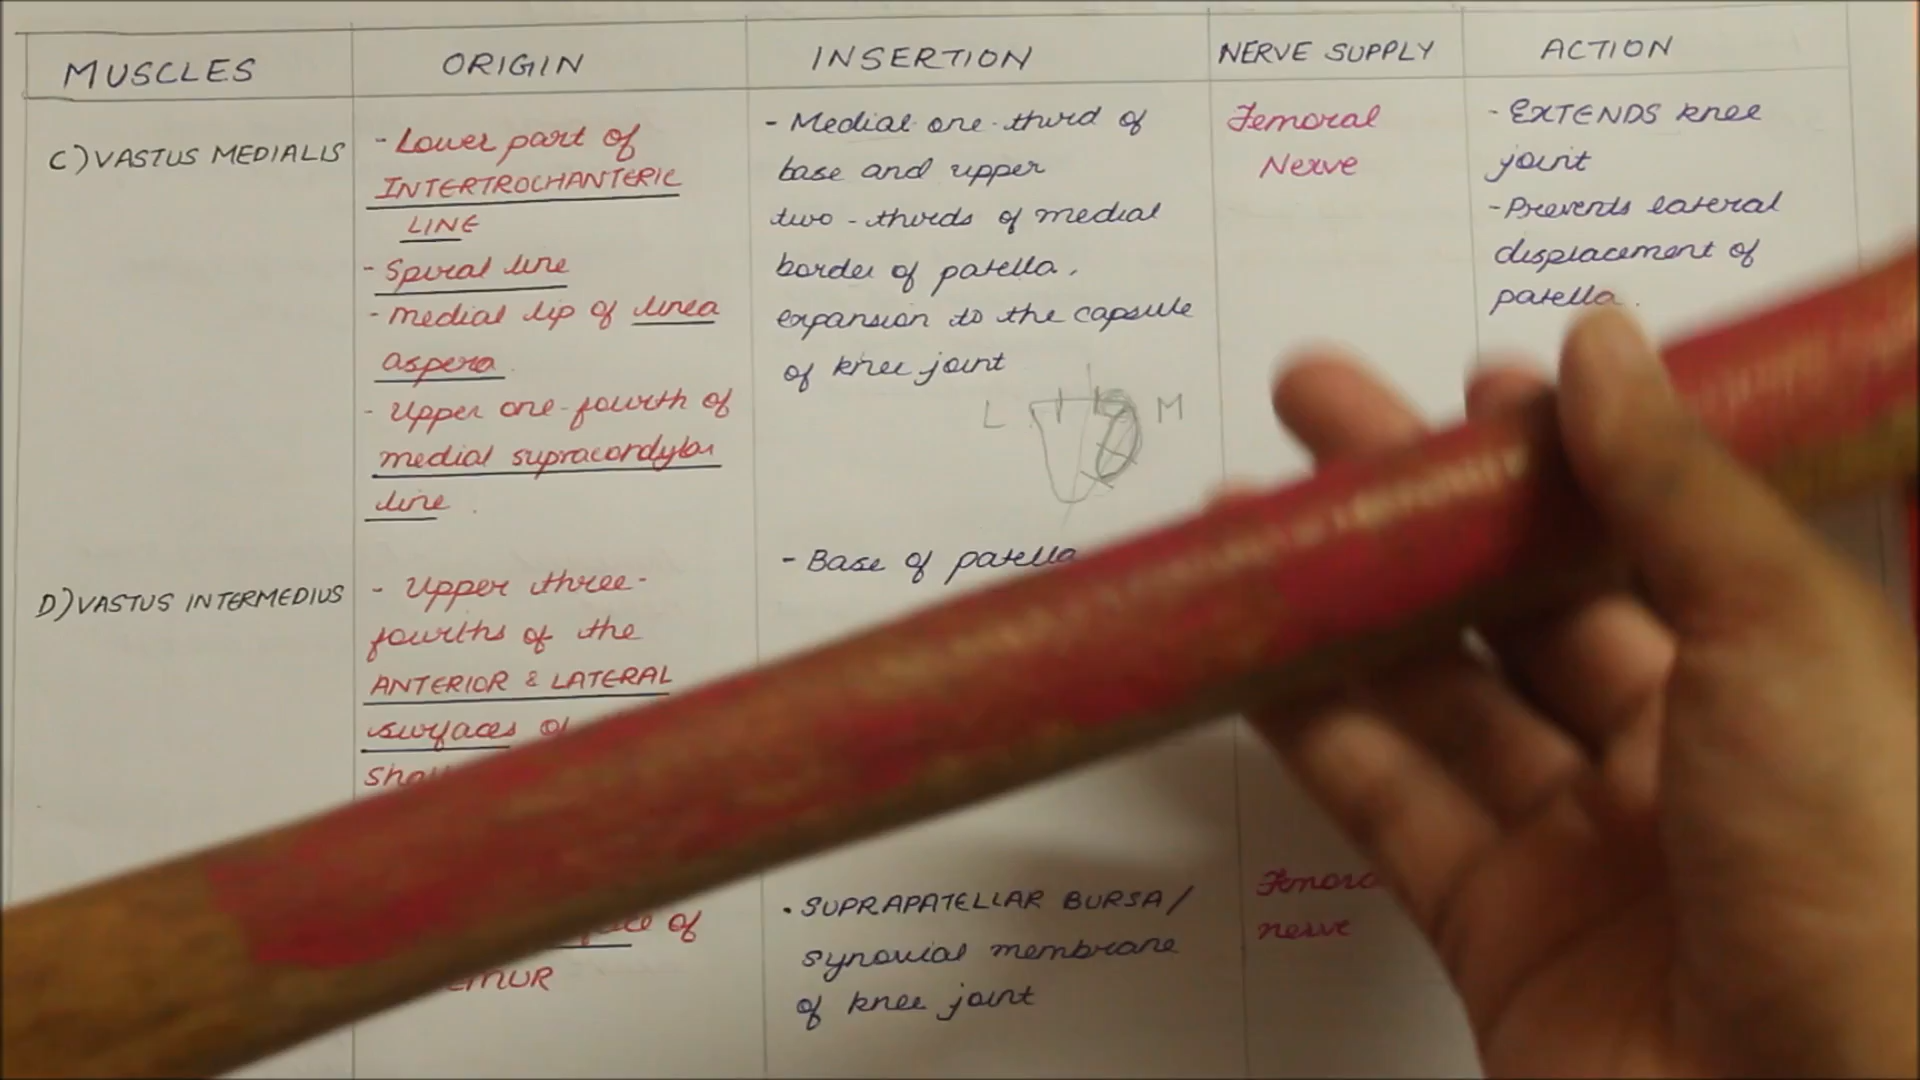 MUSCLES ORIGIN INSERTION NERVE SUPPLY ACTION
C) VASTUS MEDIALIS
- Lower part of
INTERTROCHANTERIC
LINE
- Spiral line
- Medial lip of linea
aspera.
- Upper one-fourth of
medial supracondylar
line.
- Medial one-third of
base and upper
two-thirds of medial
border of patella,
expansion to the capsule
of knee joint
L M
Femoral
Nerve
- EXTENDS knee
joint
- Prevents lateral
displacement of
patella.
D) VASTUS INTERMEDIUS
- Upper three-
fourths of the
ANTERIOR & LATERAL
surfaces of
- Base of patella
of
• SUPRAPATELLAR BURSA /
synovial membrane
of knee joint
nerve